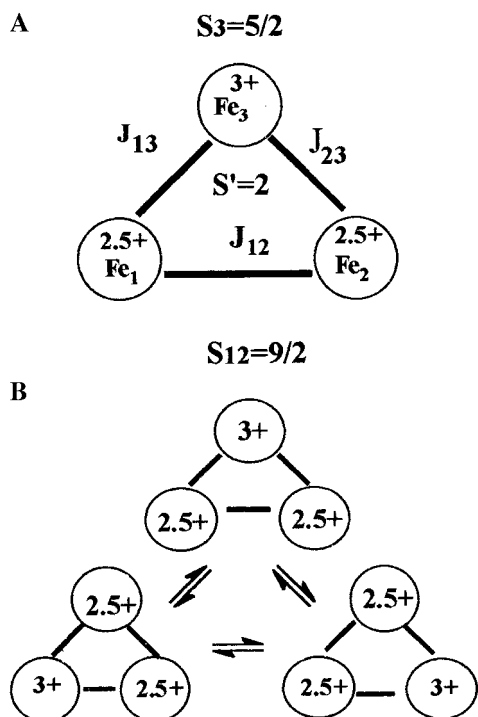 A
S3=5/2
3+
Fe3
J13
J23
S'=2
2.5+
Fe1
J12
2.5+
Fe2
S12=9/2
B
3+
2.5+ 2.5+
2.5+ 2.5+
3+ 2.5+ 2.5+ 3+